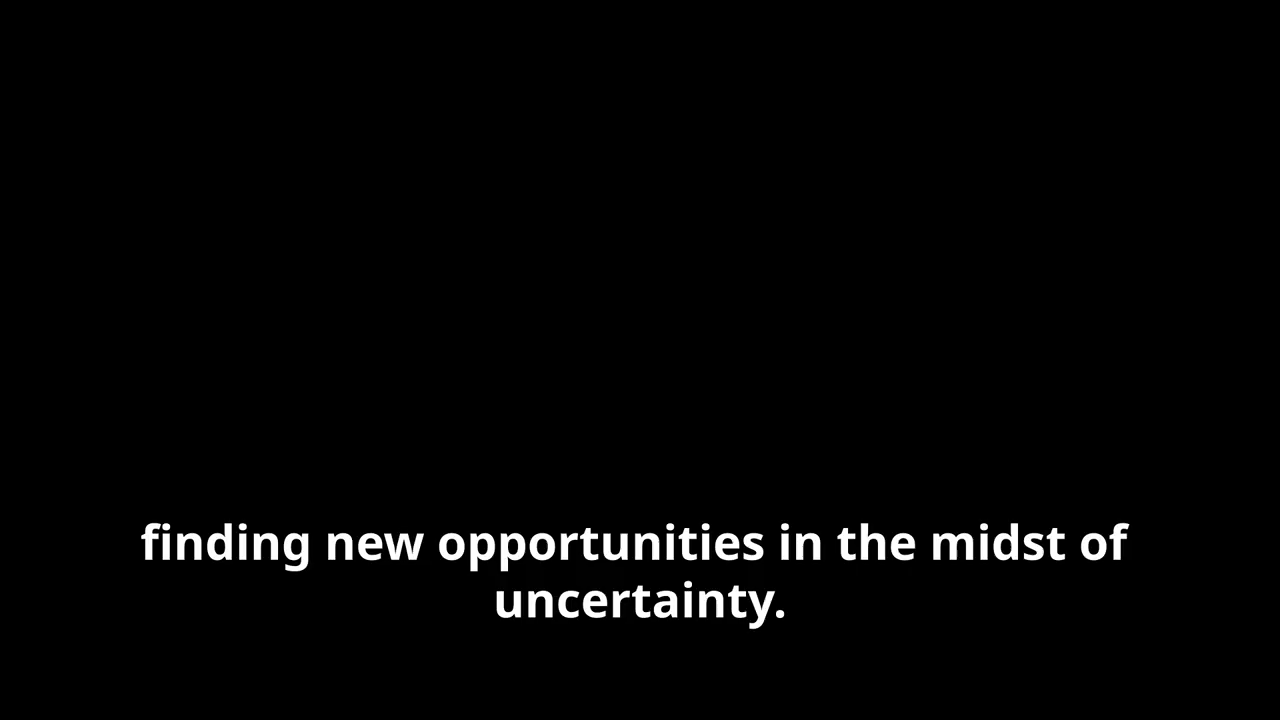 finding new opportunities in the midst of
uncertainty.